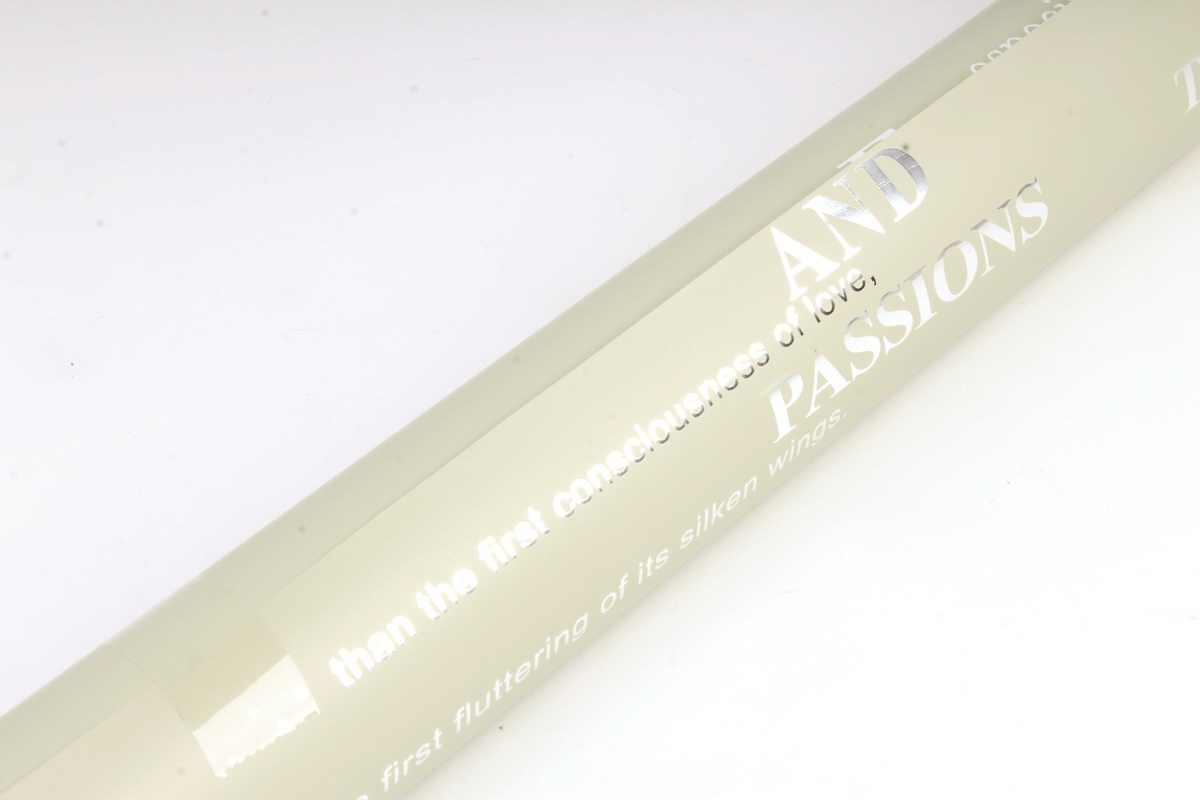 AND
than the first consciousness of love,
PASSIONS
first fluttering of its silken wings.